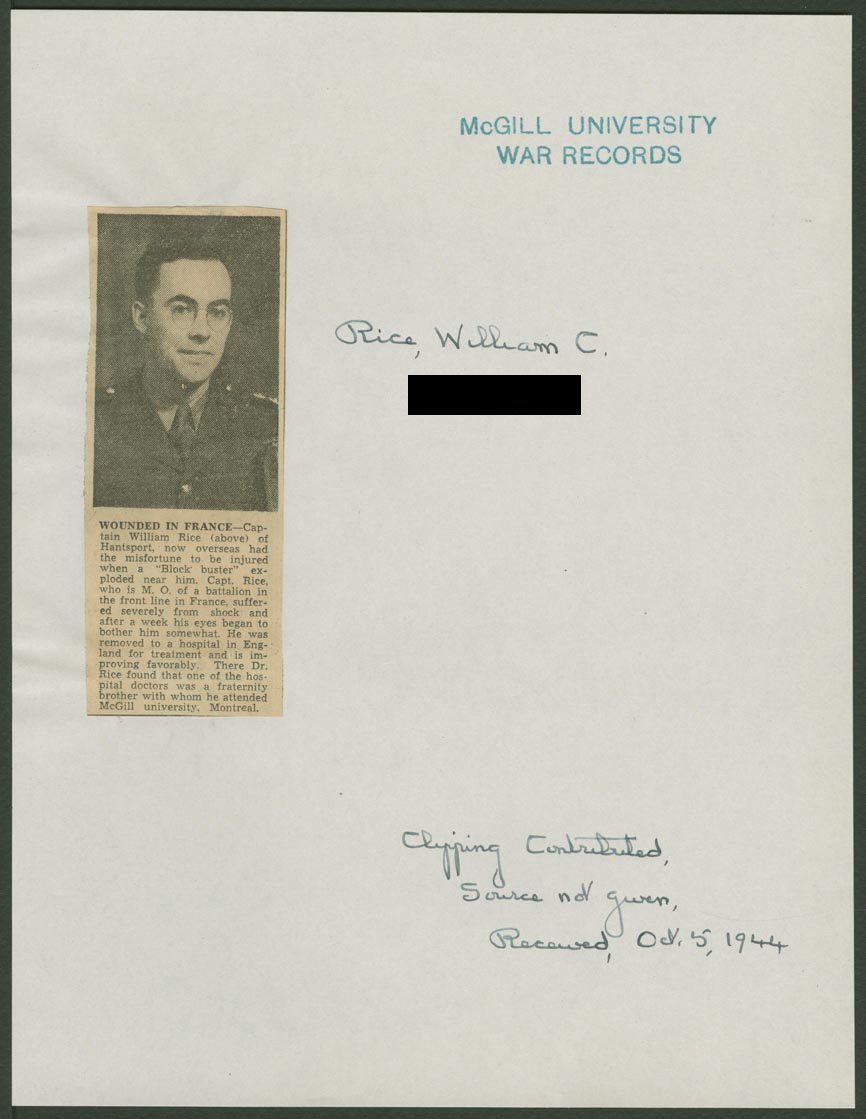 McGILL UNIVERSITY
WAR RECORDS
Rice, William C.
WOUNDED IN FRANCE—Cap-
tain William Rice (above) of
Hantsport, now overseas had
the misfortune to be injured
when a "Block buster" ex-
ploded near him. Capt. Rice,
who is M. O. of a battalion in
the front line in France, suffer-
ed severely from shock and
after a week his eyes began to
bother him somewhat. He was
removed to a hospital in Eng-
land for treatment and is im-
proving favorably. There Dr.
Rice found that one of the hos-
pital doctors was a fraternity
brother with whom he attended
McGill university, Montreal.
Clipping Contributed,
Source not given,
Received, Oct. 5, 1944